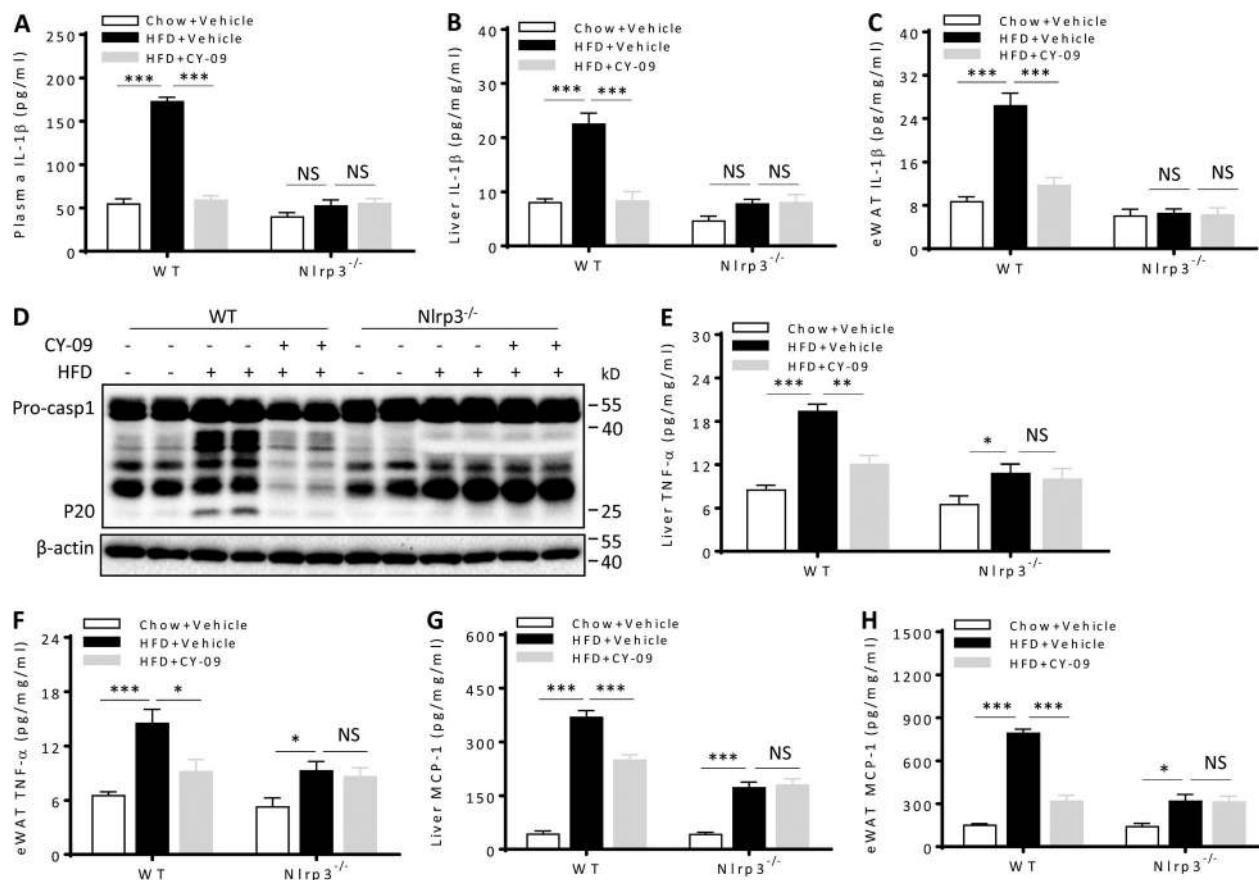 A
Plasma IL-1β (pg/ml)
Chow+Vehicle
HFD+Vehicle
HFD+CY-09
250
200
150
100
50
0
*** ***
NS NS
WT Nlrp3-/-
B
Liver IL-1β (pg/mg/ml)
Chow+Vehicle
HFD+Vehicle
HFD+CY-09
40
30
20
10
0
*** ***
NS NS
WT Nlrp3-/-
C
eWAT IL-1β (pg/mg/ml)
Chow+Vehicle
HFD+Vehicle
HFD+CY-09
40
32
24
16
8
0
*** ***
NS NS
WT Nlrp3-/-
D
WT Nlrp3-/-
CY-09 - - - - + + - - - - + +
HFD - - + + + + - - + + + + kD
Pro-casp1
55
40
P20
25
β-actin
55
40
E
Liver TNF-α (pg/mg/ml)
Chow+Vehicle
HFD+Vehicle
HFD+CY-09
30
24
18
12
6
0
*** **
* NS
WT Nlrp3-/-
F
eWAT TNF-α (pg/mg/ml)
Chow+Vehicle
HFD+Vehicle
HFD+CY-09
24
18
12
6
0
*** *
* NS
WT Nlrp3-/-
G
Liver MCP-1 (pg/mg/ml)
Chow+Vehicle
HFD+Vehicle
HFD+CY-09
600
450
300
150
0
*** ***
*** NS
WT Nlrp3-/-
H
eWAT MCP-1 (pg/mg/ml)
Chow+Vehicle
HFD+Vehicle
HFD+CY-09
1500
1200
900
600
300
0
*** ***
* NS
WT Nlrp3-/-